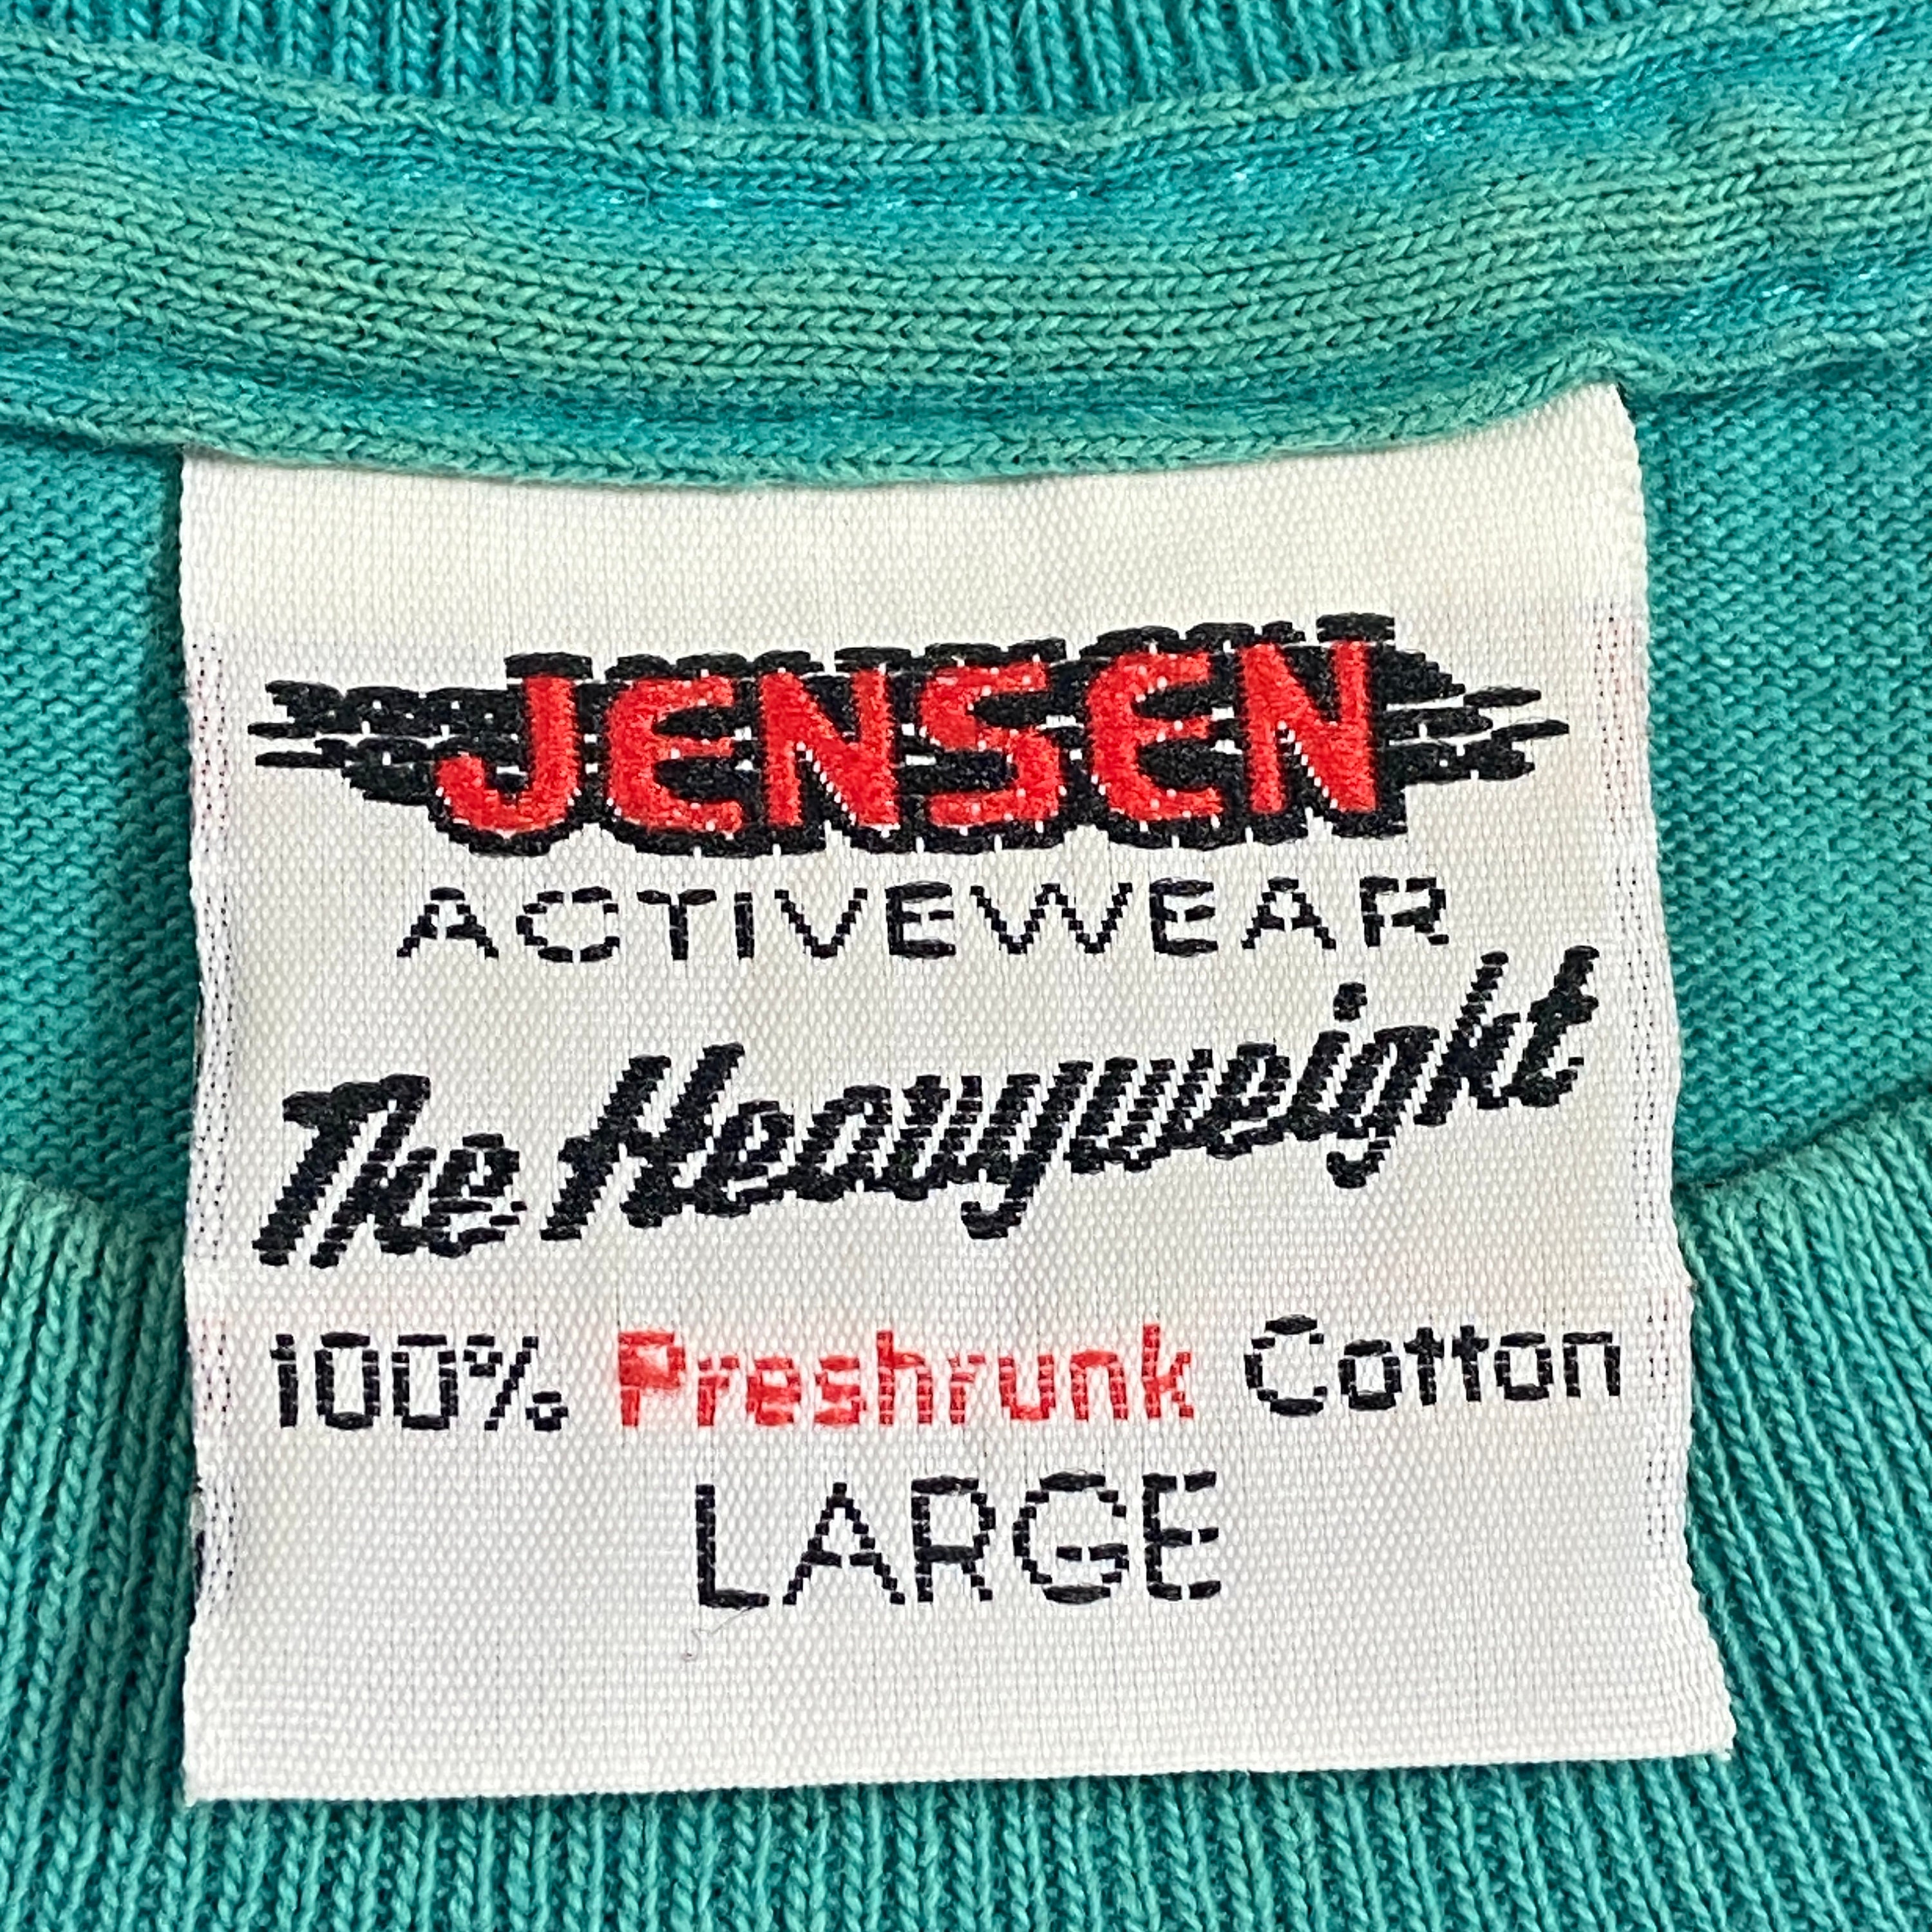 JENSEN
ACTIVEWEAR
The Heavyweight
100% Preshrunk Cotton
LARGE